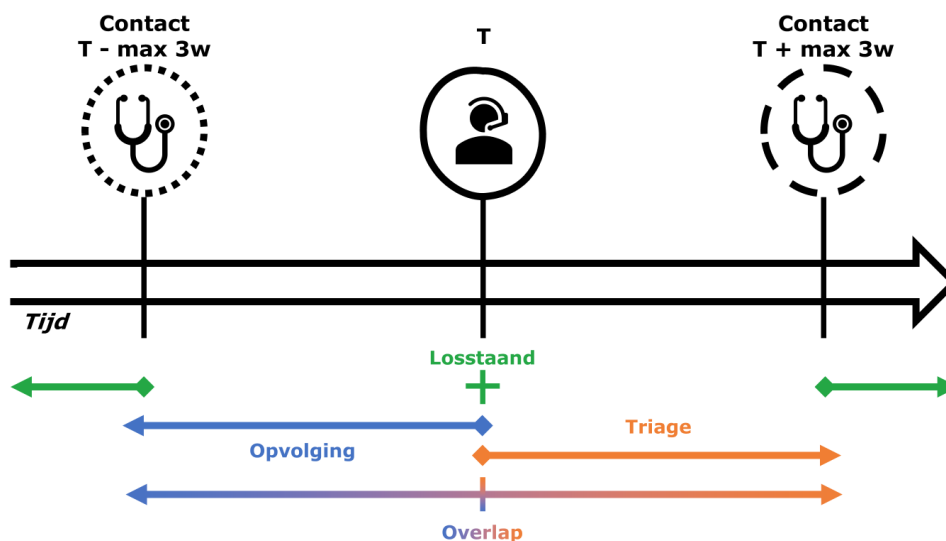 Contact
T - max 3w
T
Contact
T + max 3w
Tijd
Losstaand
Opvolging
Triage
Overlap